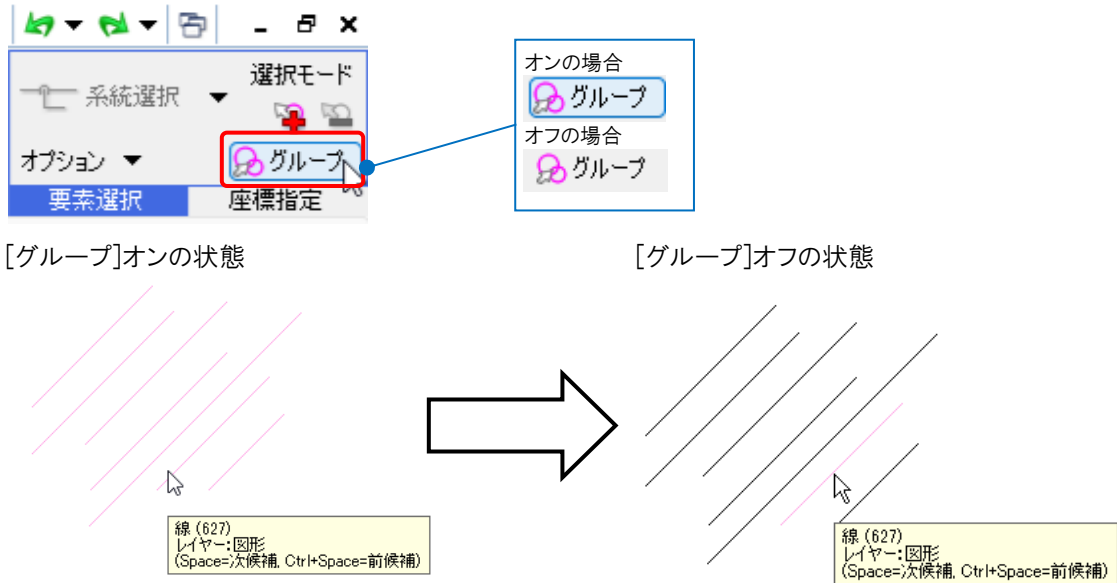 選択モード
系統選択
オプション
グループ
要素選択
座標指定
オンの場合
グループ
オフの場合
グループ
[グループ]オンの状態
[グループ]オフの状態
線 (627)
レイヤー:図形
(Space=次候補, Ctrl+Space=前候補)
線 (627)
レイヤー:図形
(Space=次候補, Ctrl+Space=前候補)